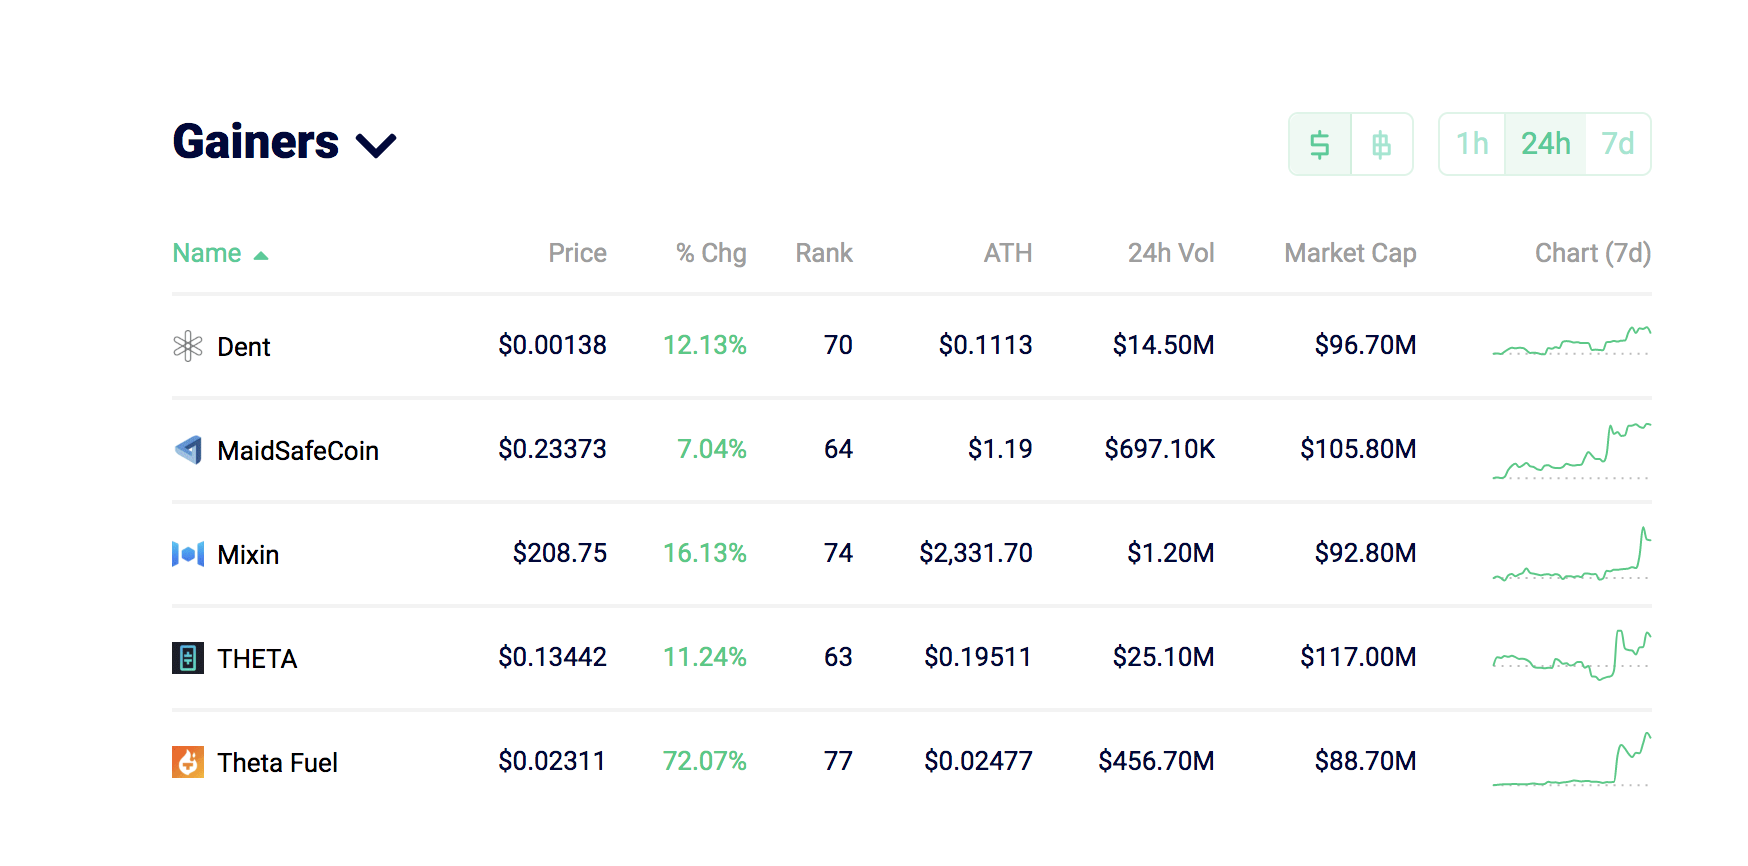 Gainers
$ ฿ 1h 24h 7d
Name Price % Chg Rank ATH 24h Vol Market Cap Chart (7d)
Dent $0.00138 12.13% 70 $0.1113 $14.50M $96.70M
MaidSafeCoin $0.23373 7.04% 64 $1.19 $697.10K $105.80M
Mixin $208.75 16.13% 74 $2,331.70 $1.20M $92.80M
THETA $0.13442 11.24% 63 $0.19511 $25.10M $117.00M
Theta Fuel $0.02311 72.07% 77 $0.02477 $456.70M $88.70M